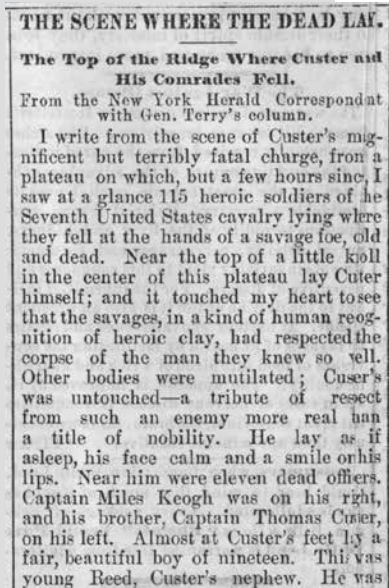 THE SCENE WHERE THE DEAD LAY.
The Top of the Ridge Where Custer and
His Comrades Fell.
From the New York Herald Correspondnt
with Gen. Terry's column.
I write from the scene of Custer's mag-
nificent but terribly fatal charge, fron a
plateau on which, but a few hours sinc, I
saw at a glance 115 heroic soldiers of he
Seventh United States cavalry lying where
they fell at the hands of a savage foe, old
and dead. Near the top of a little knoll
in the center of this plateau lay Custer
himself; and it touched my heart to see
that the savages, in a kind of human recog-
nition of heroic clay, had respected the
corpse of the man they knew so well.
Other bodies were mutilated; Cuser's
was untouched—a tribute of respect
from such an enemy more real han
a title of nobility. He lay as if
asleep, his face calm and a smile on his
lips. Near him were eleven dead officers.
Captain Miles Keogh was on his right,
and his brother, Captain Thomas Custer,
on his left. Almost at Custer's feet lay a
fair, beautiful boy of nineteen. This was
young Reed, Custer's nephew. He was